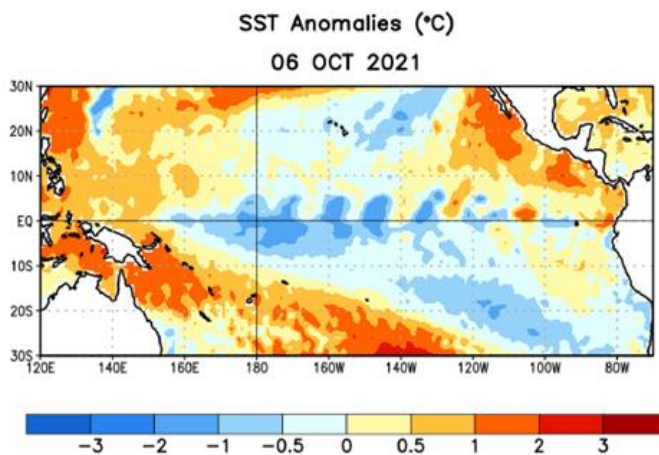 SST Anomalies (°C)
06 OCT 2021
30N
20N
10N
EQ
10S
20S
30S
120E 140E 160E 180 160W 140W 120W 100W 80W
-3 -2 -1 -0.5 0 0.5 1 2 3